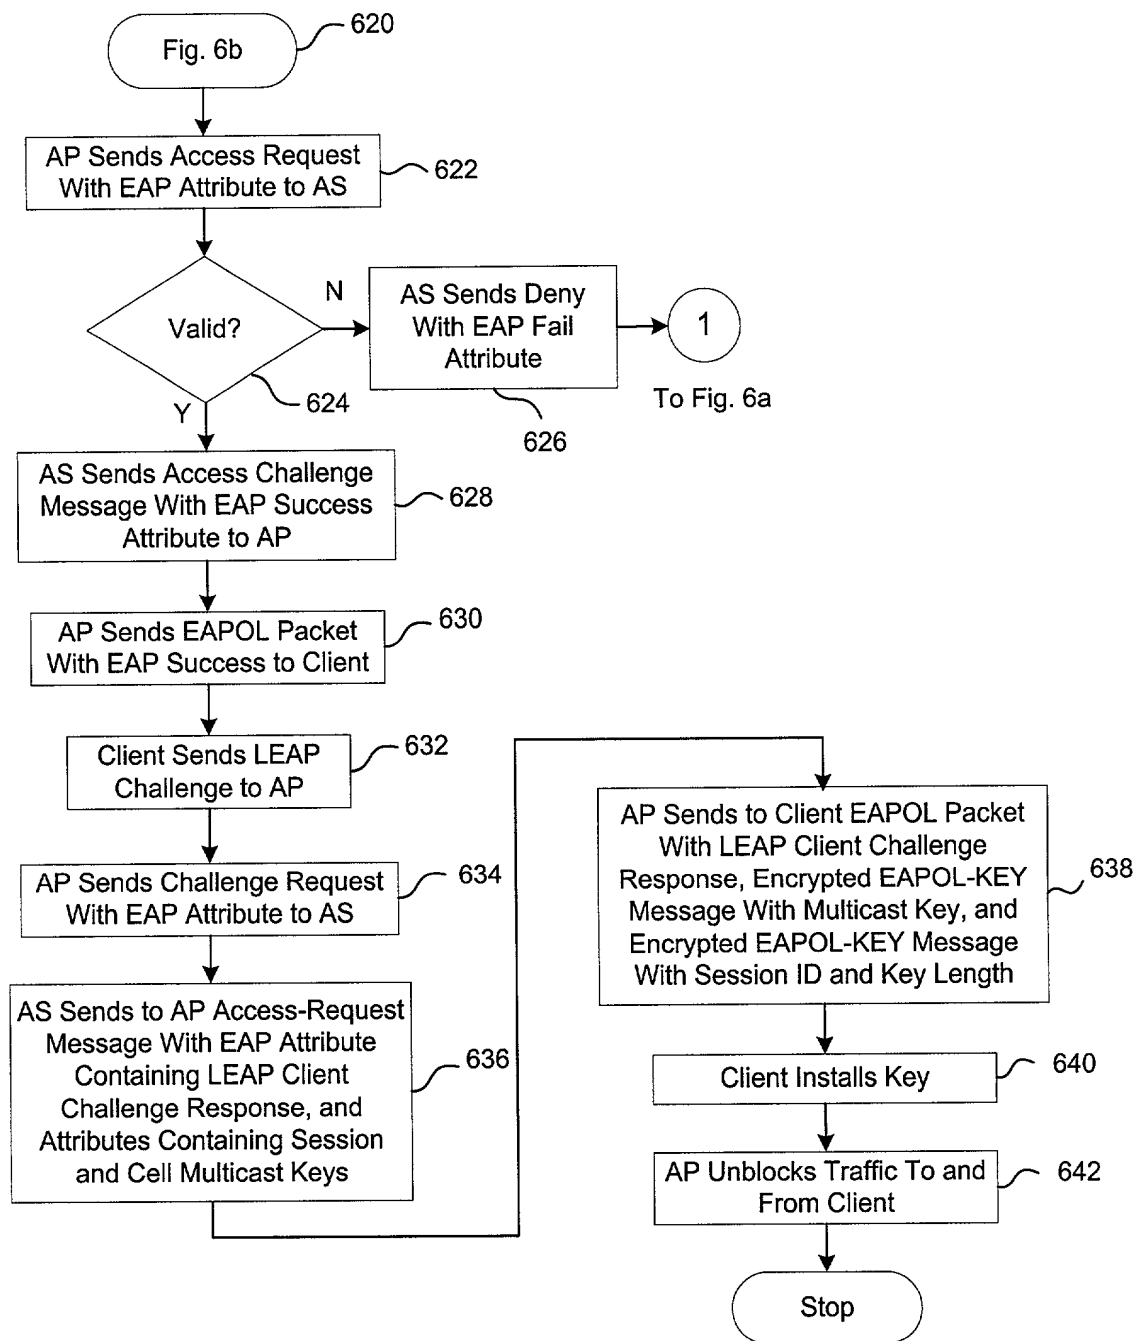 Fig. 6b
620
AP Sends Access Request
With EAP Attribute to AS
622
Valid?
N
Y
624
AS Sends Deny
With EAP Fail
Attribute
626
1
To Fig. 6a
AS Sends Access Challenge
Message With EAP Success
Attribute to AP
628
AP Sends EAPOL Packet
With EAP Success to Client
630
Client Sends LEAP
Challenge to AP
632
AP Sends Challenge Request
With EAP Attribute to AS
634
AS Sends to AP Access-Request
Message With EAP Attribute
Containing LEAP Client
Challenge Response, and
Attributes Containing Session
and Cell Multicast Keys
636
AP Sends to Client EAPOL Packet
With LEAP Client Challenge
Response, Encrypted EAPOL-KEY
Message With Multicast Key, and
Encrypted EAPOL-KEY Message
With Session ID and Key Length
638
Client Installs Key
640
AP Unblocks Traffic To and
From Client
642
Stop